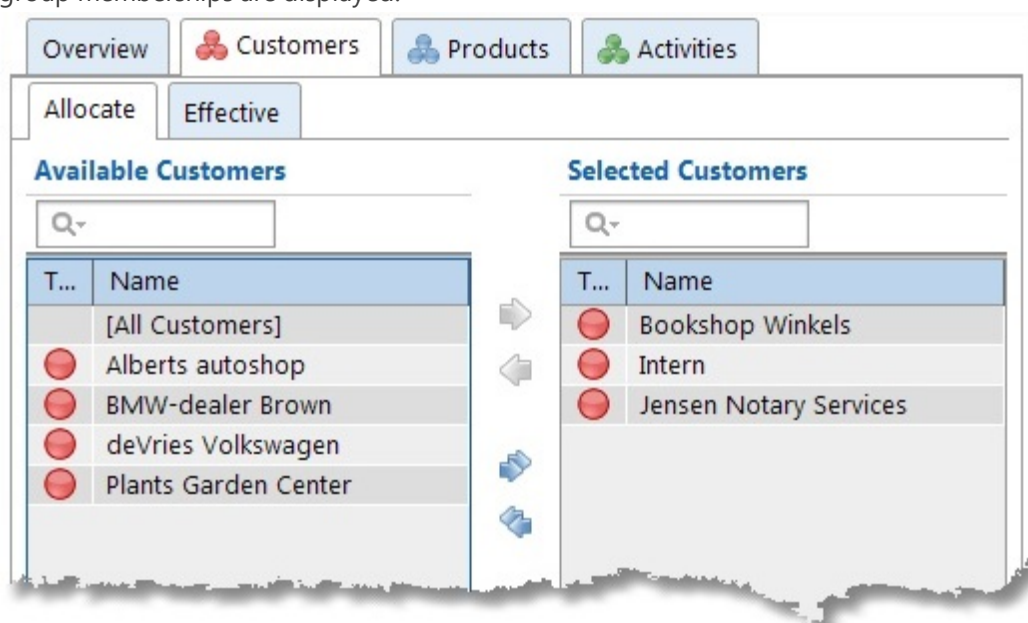 group memberships are displayed.
Overview Customers Products Activities
Allocate Effective
Available Customers Selected Customers
T... Name T... Name
[All Customers] Bookshop Winkels
Alberts autoshop Intern
BMW-dealer Brown Jensen Notary Services
deVries Volkswagen
Plants Garden Center